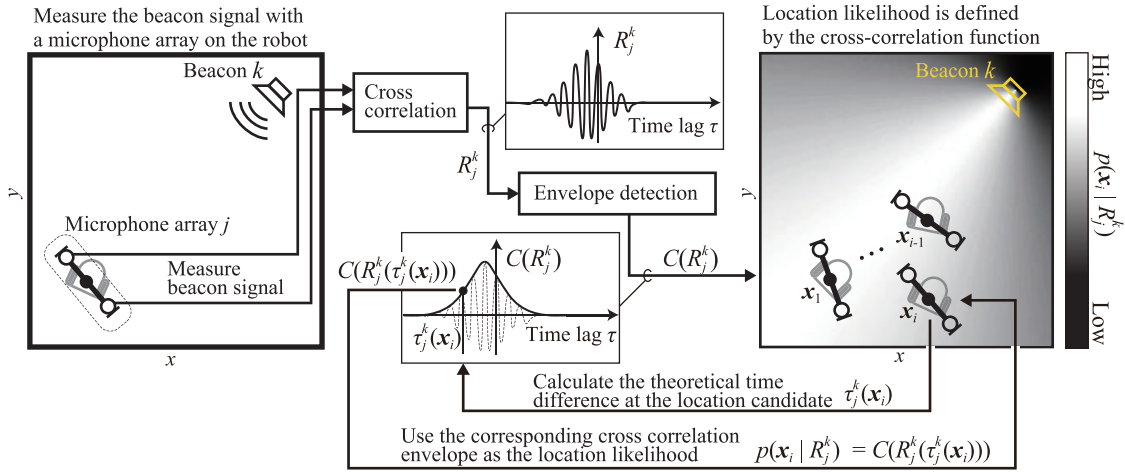 Measure the beacon signal with
a microphone array on the robot
Beacon k
Microphone array j
Measure
beacon signal
y
x
Cross
correlation
R_j^k
R_j^k
Time lag τ
Envelope detection
C(R_j^k(τ_j^k(x_i)))
C(R_j^k)
τ_j^k(x_i)
Time lag τ
C(R_j^k)
Location likelihood is defined
by the cross-correlation function
Beacon k
y
x_{i-1}
x_1
x_i
x
High
p(x_i | R_j^k)
Low
Calculate the theoretical time
difference at the location candidate τ_j^k(x_i)
Use the corresponding cross correlation
envelope as the location likelihood p(x_i | R_j^k) = C(R_j^k(τ_j^k(x_i)))